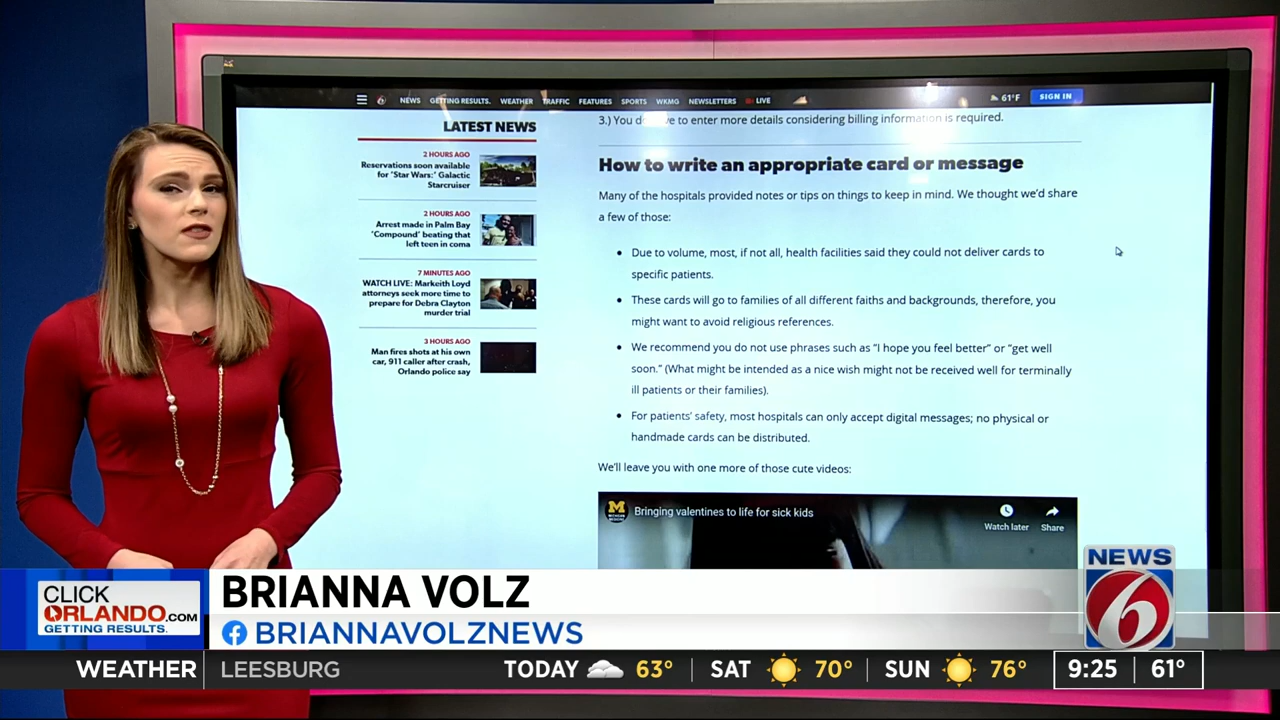 NEWS GETTING RESULTS. WEATHER TRAFFIC FEATURES SPORTS WKMG NEWSLETTERS LIVE
61°F
SIGN IN
LATEST NEWS
2 HOURS AGO
Reservations soon available
for 'Star Wars:' Galactic
Starcruiser
2 HOURS AGO
Arrest made in Palm Bay
'Compound' beating that
left teen in coma
7 MINUTES AGO
WATCH LIVE: Markeith Loyd
attorneys seek more time to
prepare for Debra Clayton
murder trial
3 HOURS AGO
Man fires shots at his own
car, 911 caller after crash,
Orlando police say
3.) You to enter more details considering billing information is required.
How to write an appropriate card or message
Many of the hospitals provided notes or tips on things to keep in mind. We thought we'd share
a few of those:
• Due to volume, most, if not all, health facilities said they could not deliver cards to
specific patients.
• These cards will go to families of all different faiths and backgrounds, therefore, you
might want to avoid religious references.
• We recommend you do not use phrases such as "I hope you feel better" or "get well
soon." (What might be intended as a nice wish might not be received well for terminally
ill patients or their families).
• For patients' safety, most hospitals can only accept digital messages; no physical or
handmade cards can be distributed.
We'll leave you with one more of those cute videos:
Bringing valentines to life for sick kids
Watch later
Share
CLICK
ORLANDO.COM
GETTING RESULTS.
BRIANNA VOLZ
BRIANNAVOLZNEWS
NEWS
6
WEATHER LEESBURG TODAY 63° SAT 70° SUN 76° 9:25 61°